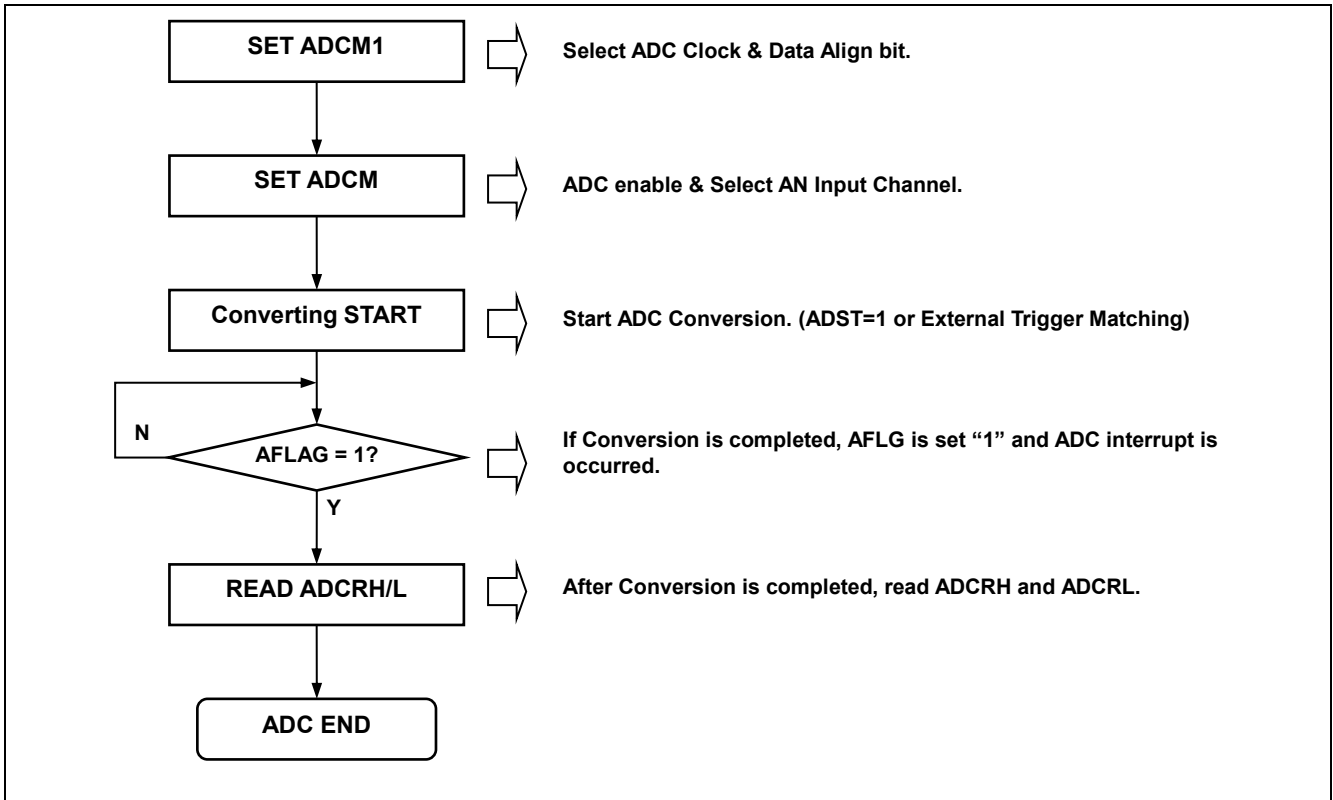 SET ADCM1
Select ADC Clock & Data Align bit.
SET ADCM
ADC enable & Select AN Input Channel.
Converting START
Start ADC Conversion. (ADST=1 or External Trigger Matching)
N
AFLAG = 1?
If Conversion is completed, AFLG is set “1” and ADC interrupt is
occurred.
Y
READ ADCRH/L
After Conversion is completed, read ADCRH and ADCRL.
ADC END